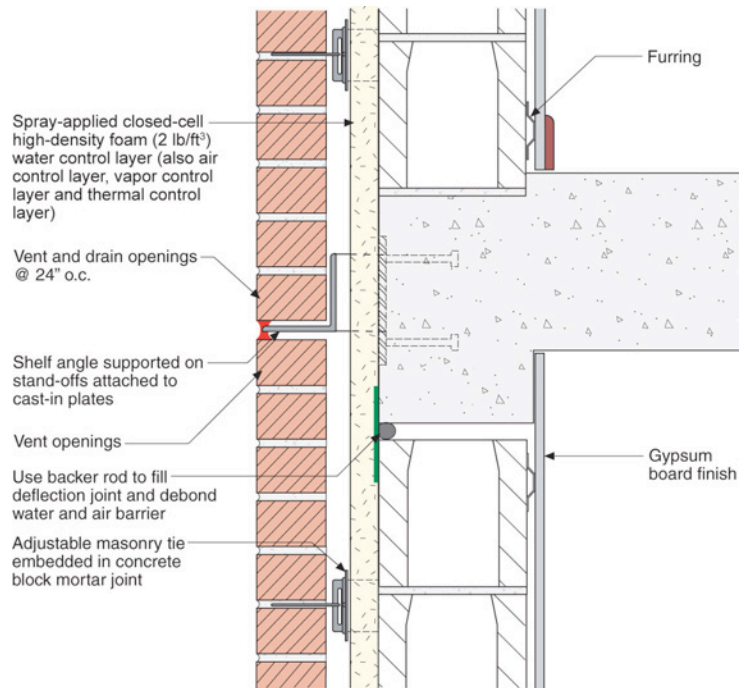 Furring
Spray-applied closed-cell
high-density foam (2 lb/ft³)
water control layer (also air
control layer, vapor control
layer and thermal control
layer)
Vent and drain openings
@ 24" o.c.
Shelf angle supported on
stand-offs attached to
cast-in plates
Vent openings
Use backer rod to fill
deflection joint and debond
water and air barrier
Gypsum
board finish
Adjustable masonry tie
embedded in concrete
block mortar joint